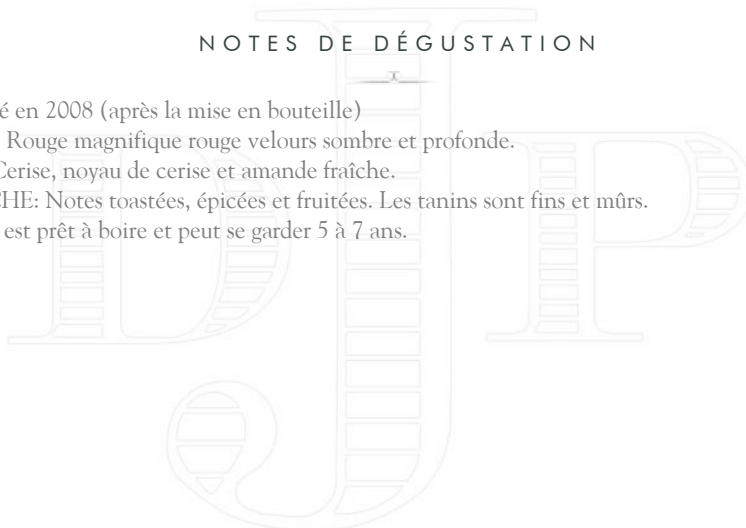 NOTES DE DÉGUSTATION
é en 2008 (après la mise en bouteille)
Rouge magnifique rouge velours sombre et profonde.
Cerise, noyau de cerise et amande fraîche.
CHE: Notes toastées, épicées et fruitées. Les tanins sont fins et mûrs.
est prêt à boire et peut se garder 5 à 7 ans.
DJP